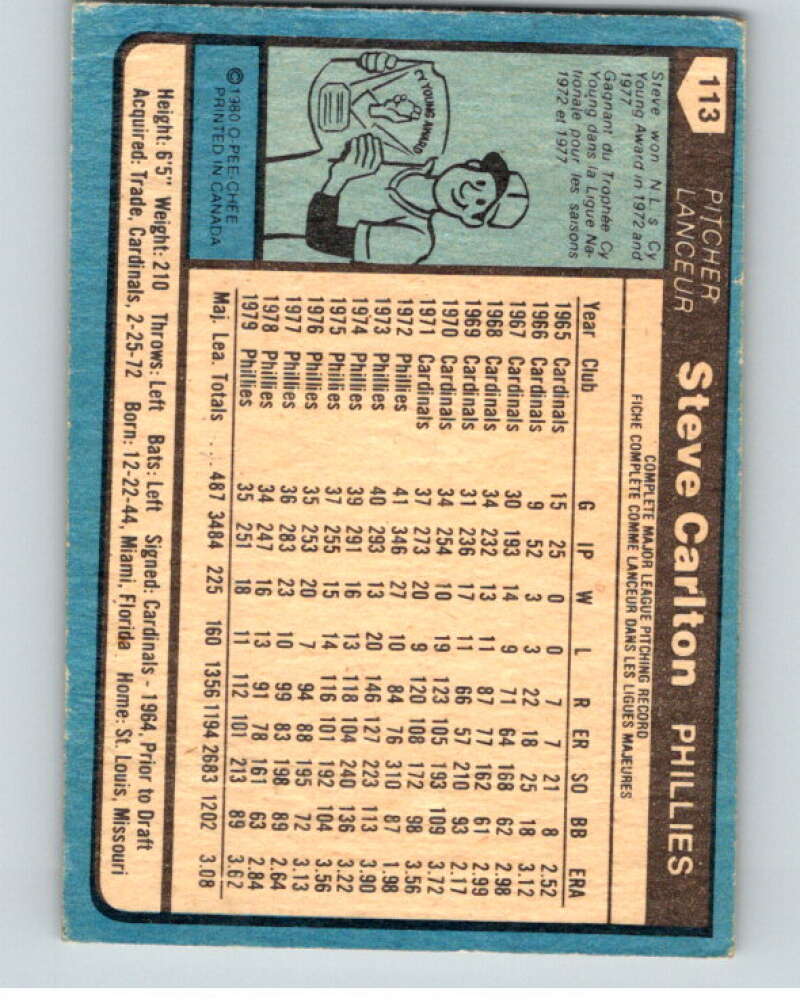 113
PITCHER
LANCEUR
Steve Carlton PHILLIES
Steve won N L s Cy
Young Award in 1972 and
1977
Gagnant du Trophée Cy
Young dans la Ligue Na-
tionale pour les saisons
1972 et 1977
CY YOUNG AWARD
©1980 O-PEE-CHEE
PRINTED IN CANADA
COMPLETE MAJOR LEAGUE PITCHING RECORD
FICHE COMPLETE COMME LANCEUR DANS LES LIGUES MAJEURES
Year Club G IP W L R ER SO BB ERA
1965 Cardinals 15 25 0 0 7 7 21 8 2.52
1966 Cardinals 9 52 3 3 22 18 25 18 3.12
1967 Cardinals 30 193 14 9 71 64 168 62 2.98
1968 Cardinals 34 232 13 11 87 77 162 61 2.99
1969 Cardinals 31 236 17 11 66 57 210 93 2.17
1970 Cardinals 34 254 10 19 123 105 193 109 3.72
1971 Cardinals 37 273 20 9 120 108 172 98 3.56
1972 Phillies 41 346 27 10 84 76 310 87 1.98
1973 Phillies 40 293 13 20 146 127 223 113 3.90
1974 Phillies 39 291 16 13 118 104 240 136 3.22
1975 Phillies 37 255 15 14 116 101 192 104 3.56
1976 Phillies 35 253 20 7 94 88 195 72 3.13
1977 Phillies 36 283 23 10 99 83 198 89 2.64
1978 Phillies 34 247 16 13 91 78 161 63 2.84
1979 Phillies 35 251 18 11 112 101 213 89 3.62
Maj. Lea. Totals . . . 487 3484 225 160 1356 1194 2683 1202 3.08
Height: 6'5" Weight: 210 Throws: Left Bats: Left Signed: Cardinals - 1964, Prior to Draft
Acquired: Trade, Cardinals, 2-25-72 Born: 12-22-44, Miami, Florida Home: St. Louis, Missouri